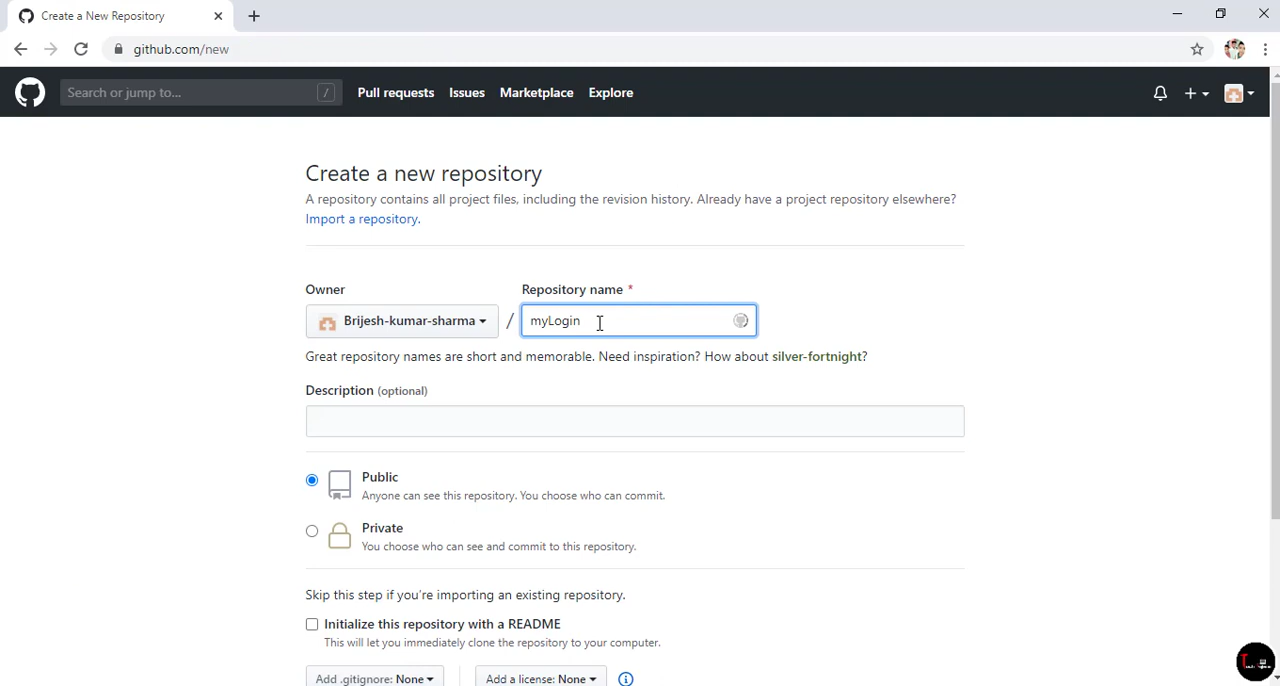 Create a New Repository
github.com/new
Search or jump to... /
Pull requests Issues Marketplace Explore
Create a new repository
A repository contains all project files, including the revision history. Already have a project repository elsewhere?
Import a repository.
Owner Repository name *
Brijesh-kumar-sharma / myLogin
Great repository names are short and memorable. Need inspiration? How about silver-fortnight?
Description (optional)
Public
Anyone can see this repository. You choose who can commit.
Private
You choose who can see and commit to this repository.
Skip this step if you're importing an existing repository.
Initialize this repository with a README
This will let you immediately clone the repository to your computer.
Add .gitignore: None Add a license: None